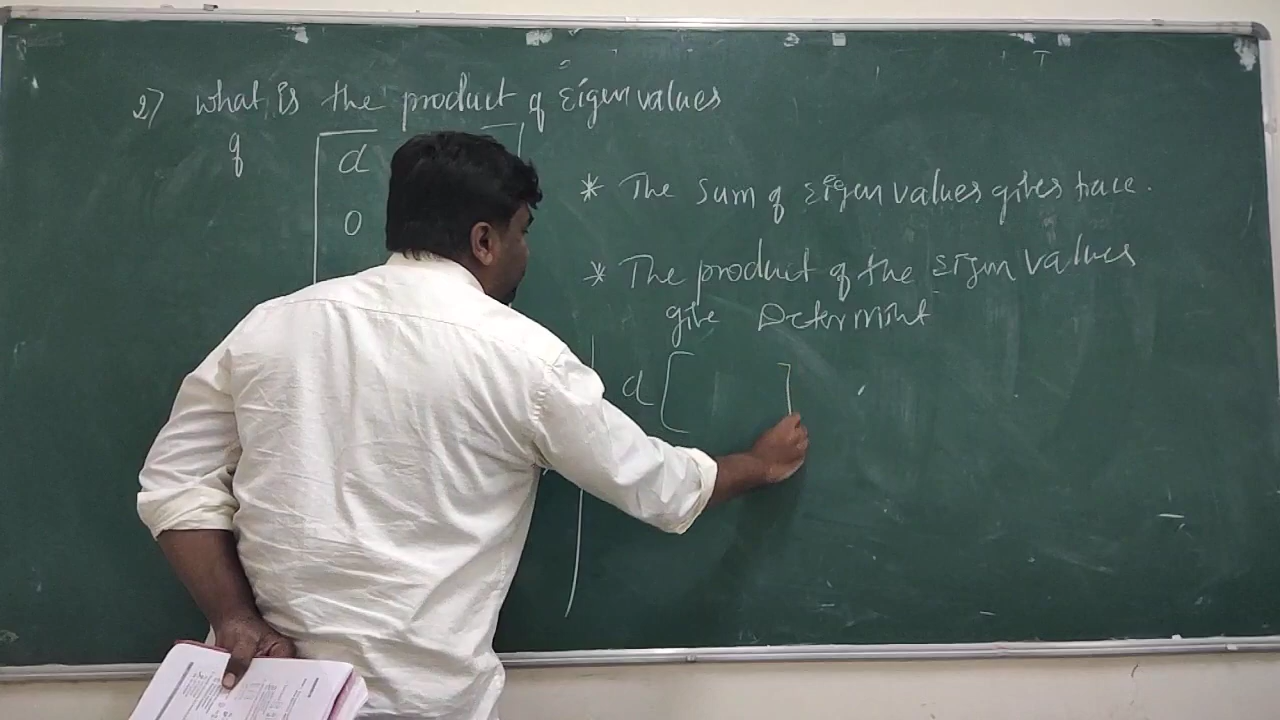 2) what is the product of Eigen values
of d
0
* The sum of Eigen values gives trace.
* The product of the Eigen values
give Determint
d [ ]